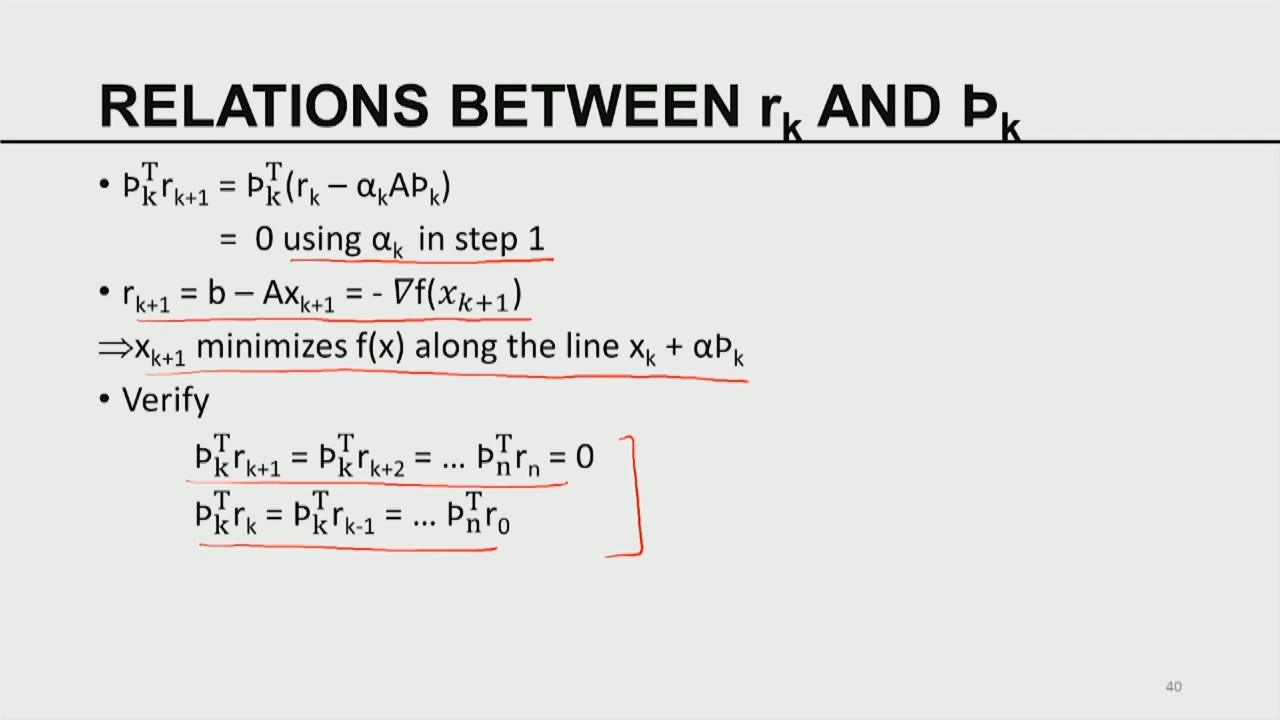 RELATIONS BETWEEN rₖ AND Þₖ
• Þₖᵀrₖ₊₁ = Þₖᵀ(rₖ – αₖAÞₖ)
= 0 using αₖ in step 1
• rₖ₊₁ = b – Axₖ₊₁ = - ∇f(xₖ₊₁)
⇒xₖ₊₁ minimizes f(x) along the line xₖ + αÞₖ
• Verify
Þₖᵀrₖ₊₁ = Þₖᵀrₖ₊₂ = ... Þₙᵀrₙ = 0
Þₖᵀrₖ = Þₖᵀrₖ₋₁ = ... Þₙᵀr₀
40